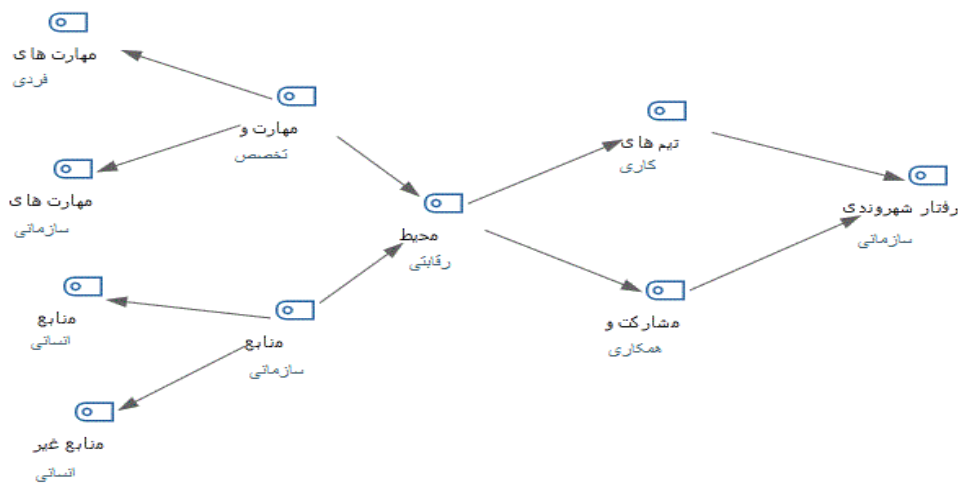 مهارت های
فردی
مهارت و
تخصص
مهارت های
سازمانی
تیم های
کاری
رفتار شهروندی
سازمانی
محیط
رقابتی
منابع
انسانی
منابع
سازمانی
مشارکت و
همکاری
منابع غیر
انسانی